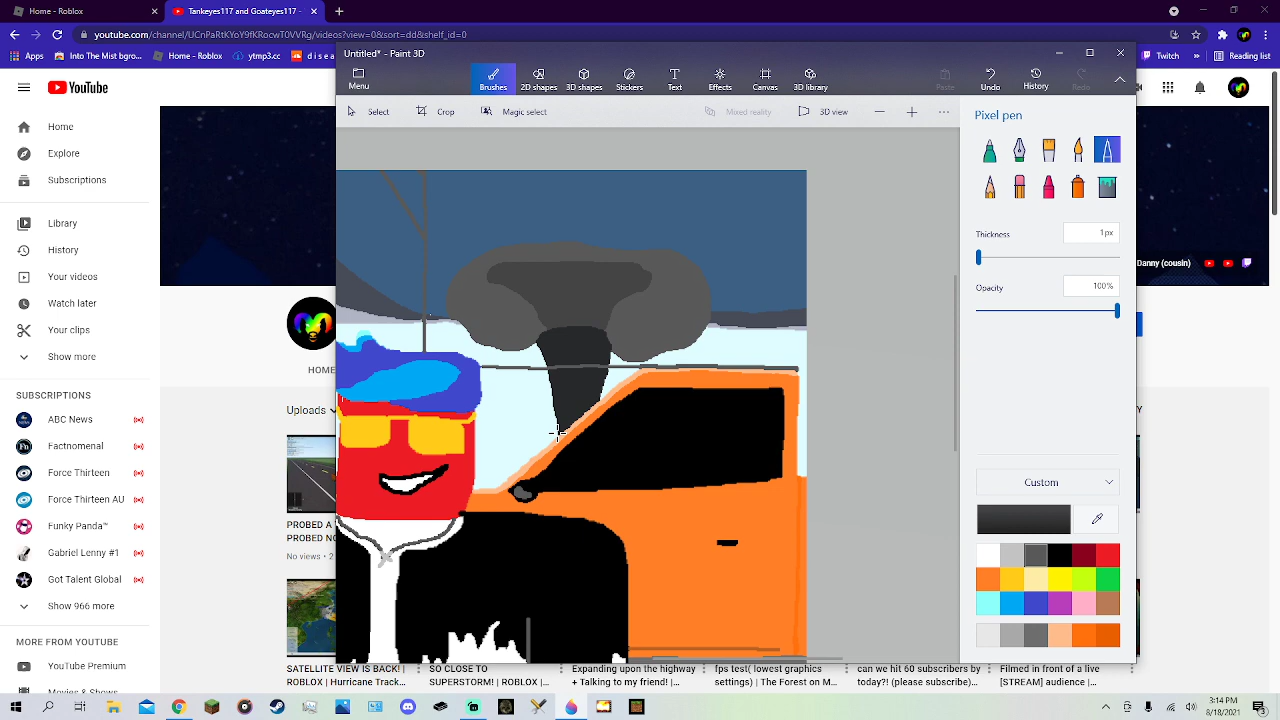 Home - Roblox
Tankeyes117 and Goateyes117 -
youtube.com/channel/UCnPaRtKYoY9fKRocwT0VRg/videos?view=0&sort=dd&shelf_id=0
Apps
Into The Mist bgro...
Home - Roblox
ytmp3.cc
d i s e a
Twitch
Reading list
YouTube
Home
Explore
Subscriptions
Library
History
Your videos
Watch later
Your clips
Show more
SUBSCRIPTIONS
ABC News
Factnomenal
Force Thirteen
Force Thirteen AU
Funky Panda™
Gabriel Lenny #1
Got Talent Global
Show 966 more
MORE FROM YOUTUBE
YouTube Premium
HOME
Uploads
PROBED A
PROBED NO
No views • 2
Danny (cousin)
Untitled* - Paint 3D
Menu
Brushes
2D shapes
3D shapes
Stickers
Text
Effects
Canvas
3D library
Paste
Undo
History
Redo
Select
Crop
Magic select
Mixed reality
3D view
Pixel pen
Thickness
1px
Opacity
100%
Custom
SATELLITE VIEW IS BACK! |
ROBLOX | Hurricane Track...
SO CLOSE TO
SUPERSTORM! | ROBLOX |...
Expanding upon the highway
+ Talking to my friend! |...
fps test( lowest graphics
settings) | The Forest on M...
can we hit 60 subscribers by
today?! (please subscribe)...
Filmed in front of a live
[STREAM] audience |...
3:14 PM
8/18/2021